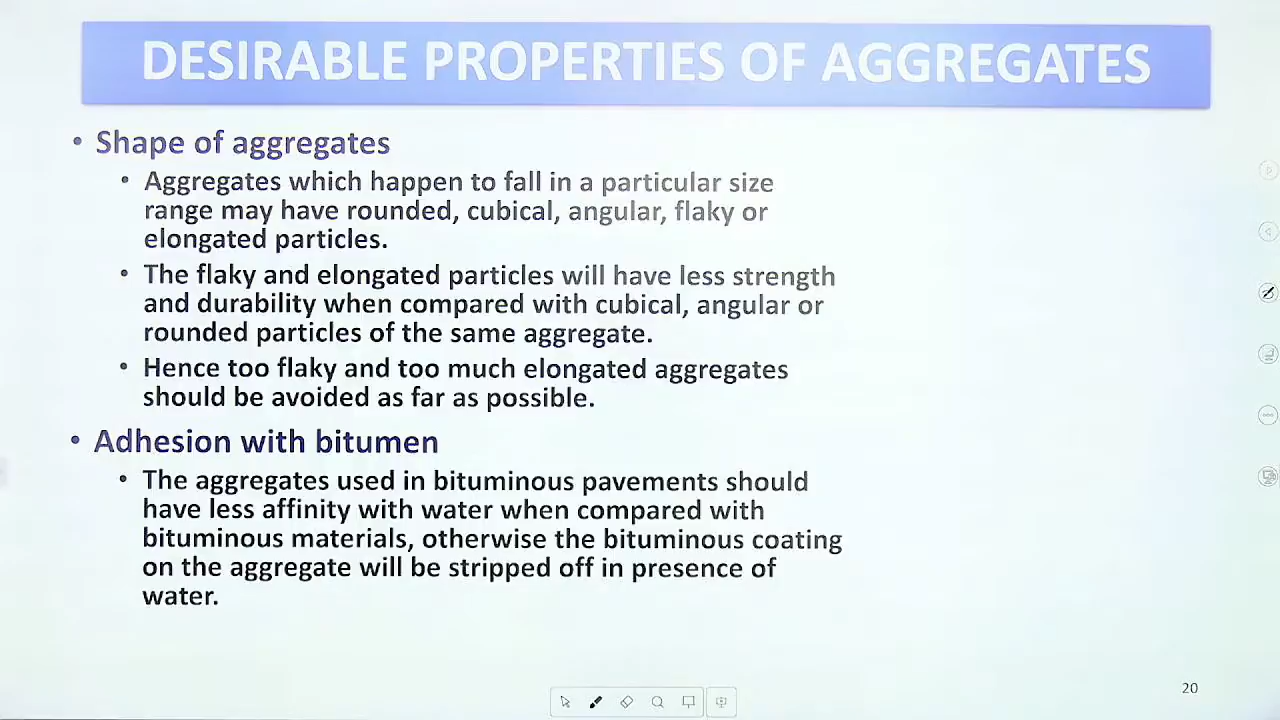 DESIRABLE PROPERTIES OF AGGREGATES
• Shape of aggregates
• Aggregates which happen to fall in a particular size
range may have rounded, cubical, angular, flaky or
elongated particles.
• The flaky and elongated particles will have less strength
and durability when compared with cubical, angular or
rounded particles of the same aggregate.
• Hence too flaky and too much elongated aggregates
should be avoided as far as possible.
• Adhesion with bitumen
• The aggregates used in bituminous pavements should
have less affinity with water when compared with
bituminous materials, otherwise the bituminous coating
on the aggregate will be stripped off in presence of
water.
20